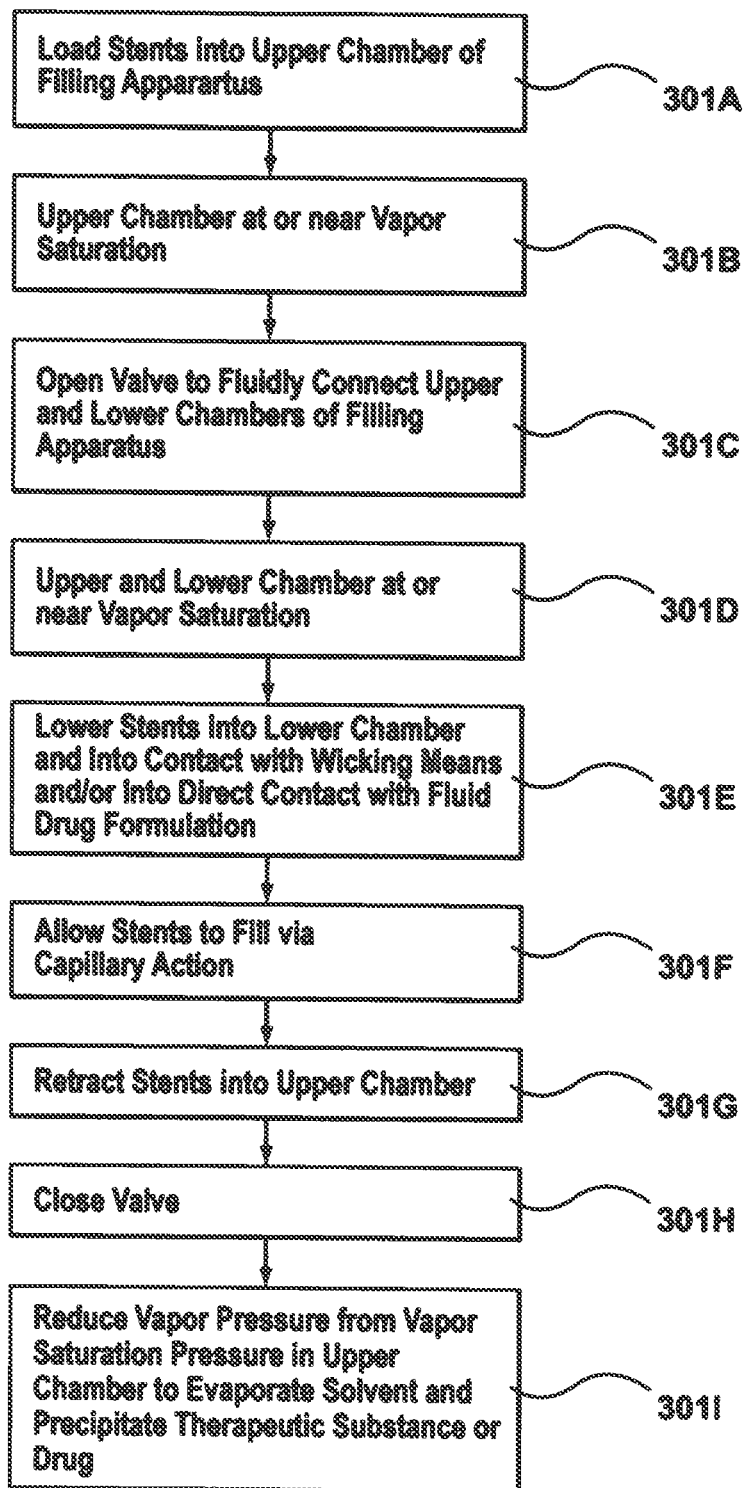 Load Stents into Upper Chamber of
Filling Apparartus
301A
Upper Chamber at or near Vapor
Saturation
301B
Open Valve to Fluidly Connect Upper
and Lower Chambers of Filling
Apparatus
301C
Upper and Lower Chamber at or
near Vapor Saturation
301D
Lower Stents into Lower Chamber
and into Contact with Wicking Means
and/or Into Direct Contact with Fluid
Drug Formulation
301E
Allow Stents to Fill via
Capillary Action
301F
Retract Stents into Upper Chamber
301G
Close Valve
301H
Reduce Vapor Pressure from Vapor
Saturation Pressure in Upper
Chamber to Evaporate Solvent and
Precipitate Therapeutic Substance or
Drug
301I